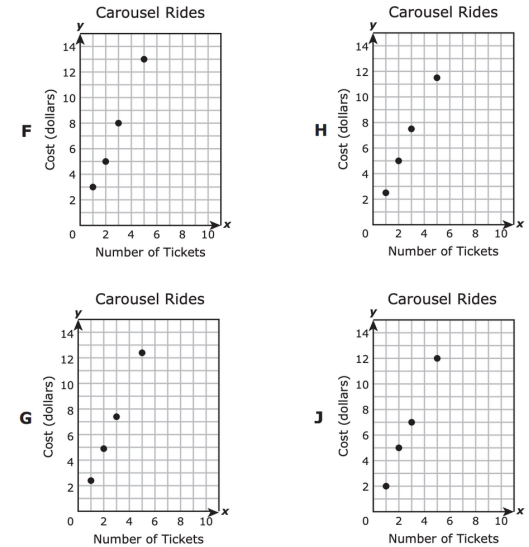 Carousel Rides
y
14
12
10
8
6
4
2
0 2 4 6 8 10 x
Cost (dollars)
Number of Tickets
F
Carousel Rides
y
14
12
10
8
6
4
2
0 2 4 6 8 10 x
Cost (dollars)
Number of Tickets
H
Carousel Rides
y
14
12
10
8
6
4
2
0 2 4 6 8 10 x
Cost (dollars)
Number of Tickets
G
Carousel Rides
y
14
12
10
8
6
4
2
0 2 4 6 8 10 x
Cost (dollars)
Number of Tickets
J